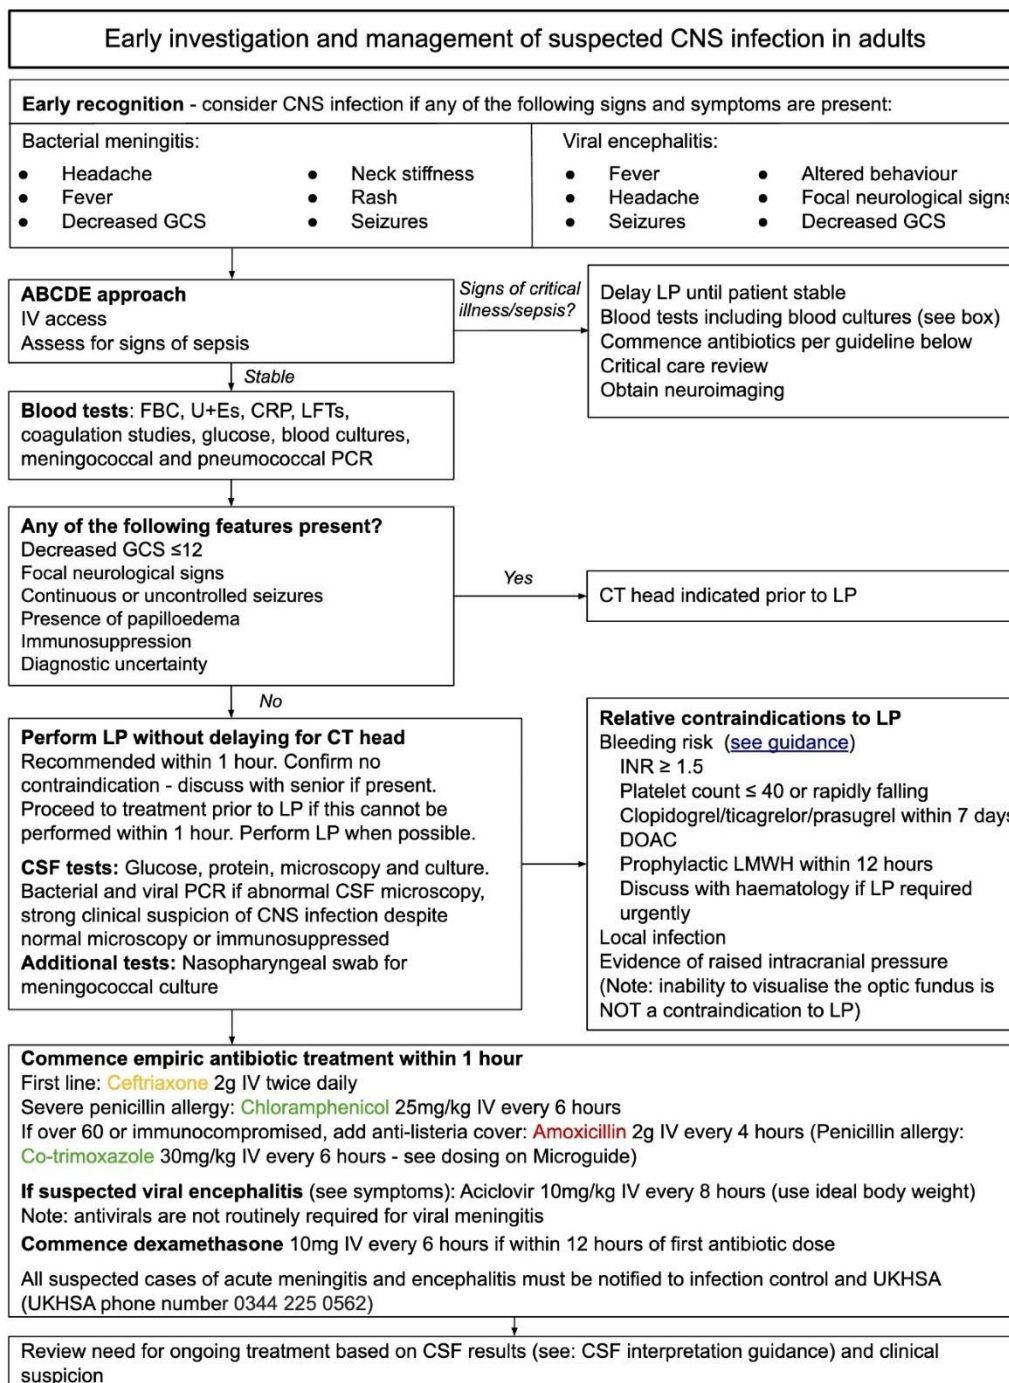 Early investigation and management of suspected CNS infection in adults
Early recognition - consider CNS infection if any of the following signs and symptoms are present:
Bacterial meningitis:
● Headache
● Fever
● Decreased GCS
● Neck stiffness
● Rash
● Seizures
Viral encephalitis:
● Fever
● Headache
● Seizures
● Altered behaviour
● Focal neurological signs
● Decreased GCS
ABCDE approach
IV access
Assess for signs of sepsis
Signs of critical
illness/sepsis?
Delay LP until patient stable
Blood tests including blood cultures (see box)
Commence antibiotics per guideline below
Critical care review
Obtain neuroimaging
Stable
Blood tests: FBC, U+Es, CRP, LFTs,
coagulation studies, glucose, blood cultures,
meningococcal and pneumococcal PCR
Any of the following features present?
Decreased GCS ≤12
Focal neurological signs
Continuous or uncontrolled seizures
Presence of papilloedema
Immunosuppression
Diagnostic uncertainty
Yes
CT head indicated prior to LP
No
Perform LP without delaying for CT head
Recommended within 1 hour. Confirm no
contraindication - discuss with senior if present.
Proceed to treatment prior to LP if this cannot be
performed within 1 hour. Perform LP when possible.
CSF tests: Glucose, protein, microscopy and culture.
Bacterial and viral PCR if abnormal CSF microscopy,
strong clinical suspicion of CNS infection despite
normal microscopy or immunosuppressed
Additional tests: Nasopharyngeal swab for
meningococcal culture
Relative contraindications to LP
Bleeding risk (see guidance)
INR ≥ 1.5
Platelet count ≤ 40 or rapidly falling
Clopidogrel/ticagrelor/prasugrel within 7 days
DOAC
Prophylactic LMWH within 12 hours
Discuss with haematology if LP required
urgently
Local infection
Evidence of raised intracranial pressure
(Note: inability to visualise the optic fundus is
NOT a contraindication to LP)
Commence empiric antibiotic treatment within 1 hour
First line: Ceftriaxone 2g IV twice daily
Severe penicillin allergy: Chloramphenicol 25mg/kg IV every 6 hours
If over 60 or immunocompromised, add anti-listeria cover: Amoxicillin 2g IV every 4 hours (Penicillin allergy:
Co-trimoxazole 30mg/kg IV every 6 hours - see dosing on Microguide)
If suspected viral encephalitis (see symptoms): Aciclovir 10mg/kg IV every 8 hours (use ideal body weight)
Note: antivirals are not routinely required for viral meningitis
Commence dexamethasone 10mg IV every 6 hours if within 12 hours of first antibiotic dose
All suspected cases of acute meningitis and encephalitis must be notified to infection control and UKHSA
(UKHSA phone number 0344 225 0562)
Review need for ongoing treatment based on CSF results (see: CSF interpretation guidance) and clinical
suspicion